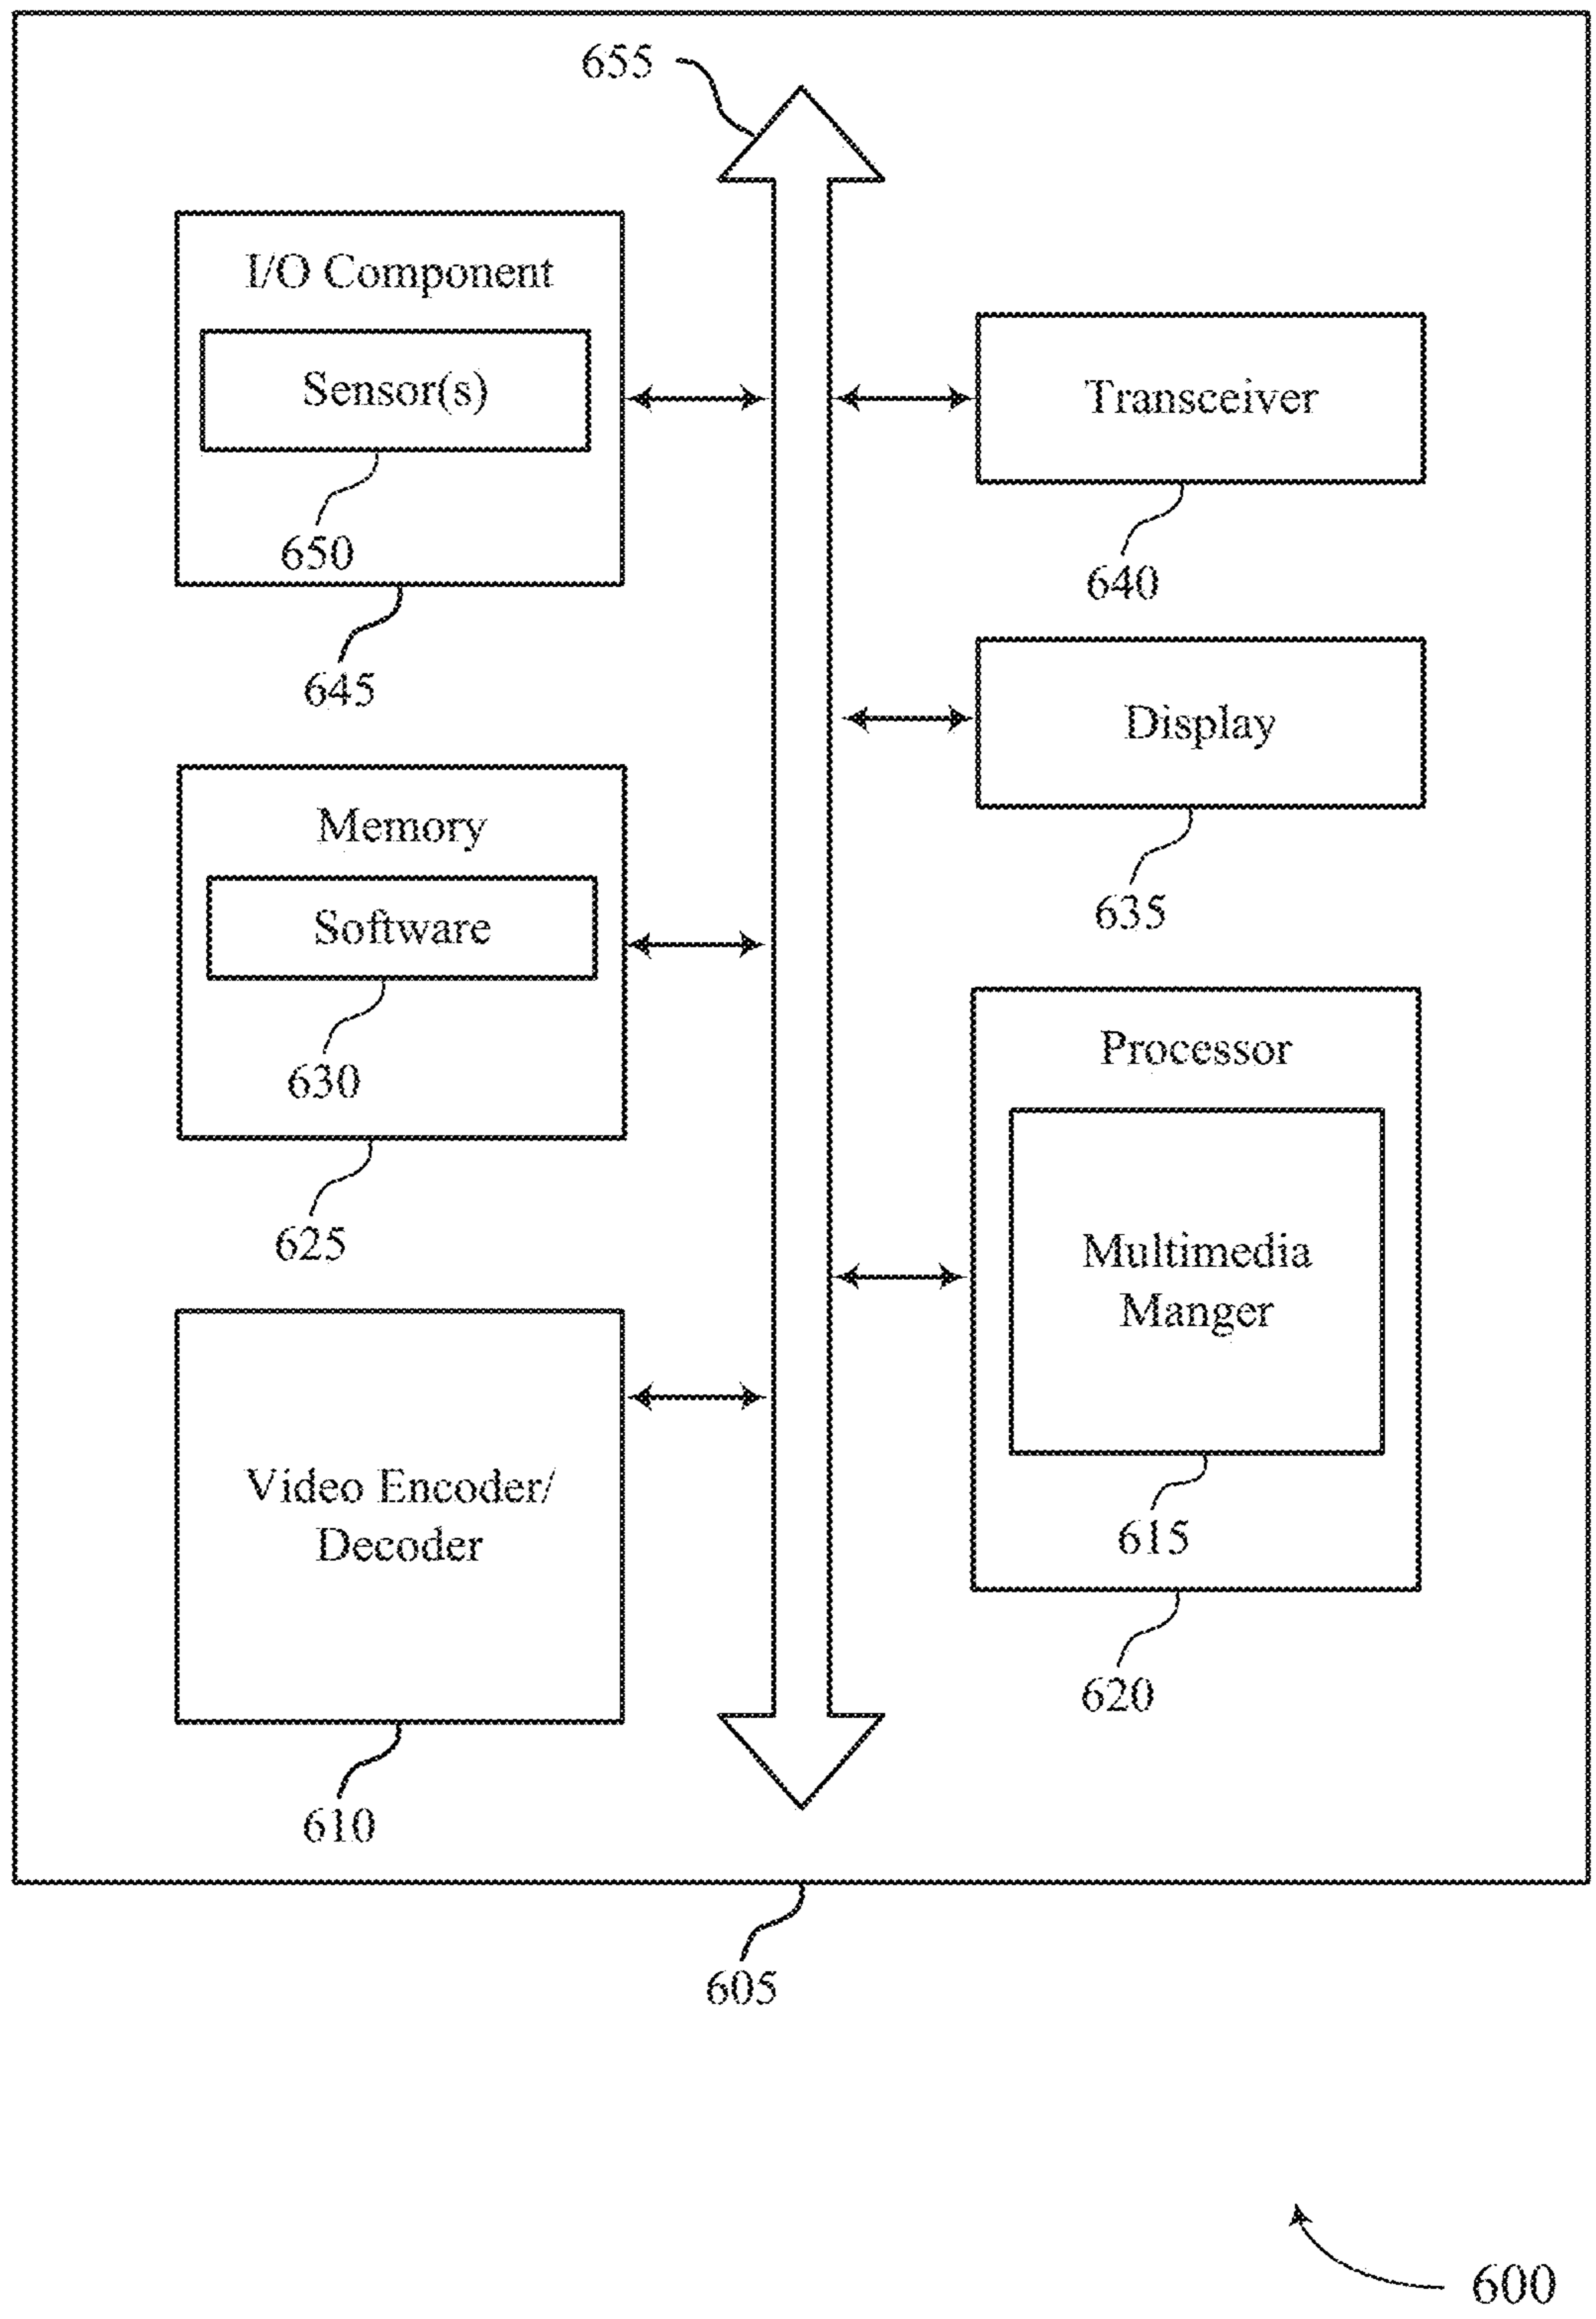 655
I/O Component
Sensor(s)
650
645
Transceiver
640
Display
635
Memory
Software
630
625
Processor
Multimedia
Manger
615
620
Video Encoder/
Decoder
610
605
600